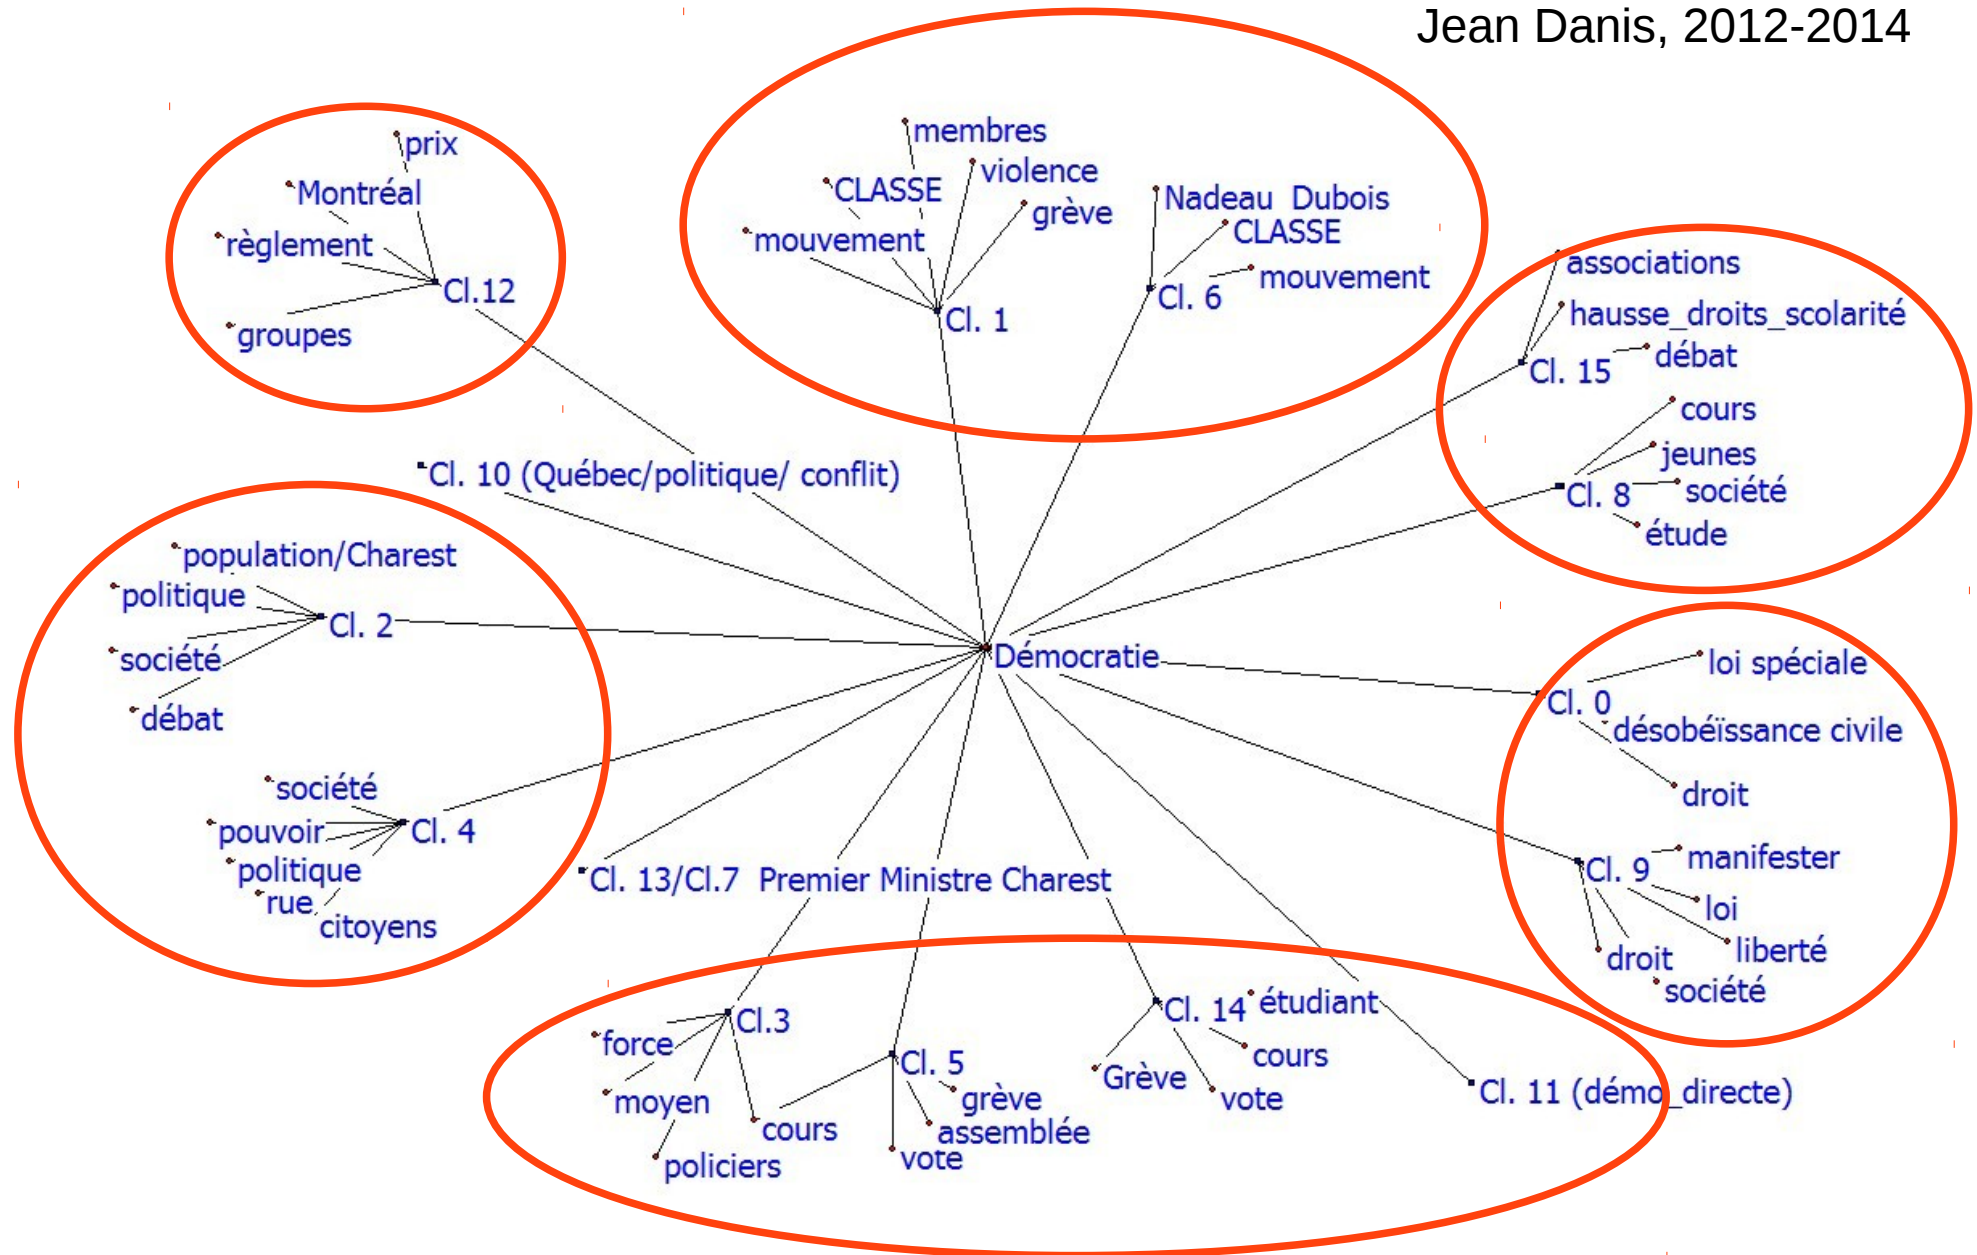 Jean Danis, 2012-2014
prix
Montréal
règlement
Cl.12
groupes
membres
violence
CLASSE
grève
mouvement
Cl. 1
Nadeau Dubois
CLASSE
mouvement
Cl. 6
associations
hausse_droits_scolarité
débat
Cl. 15
cours
jeunes
société
Cl. 8
étude
Cl. 10 (Québec/politique/ conflit)
population/Charest
politique
Cl. 2
société
débat
Démocratie
loi spéciale
Cl. 0
désobéïssance civile
droit
société
pouvoir
Cl. 4
politique
rue
citoyens
Cl. 13/Cl.7 Premier Ministre Charest
manifester
Cl. 9
loi
liberté
droit
société
Cl.3
force
moyen
cours
policiers
Cl. 5
grève
assemblée
vote
Cl. 14
étudiant
cours
Grève
vote
Cl. 11 (démo_directe)